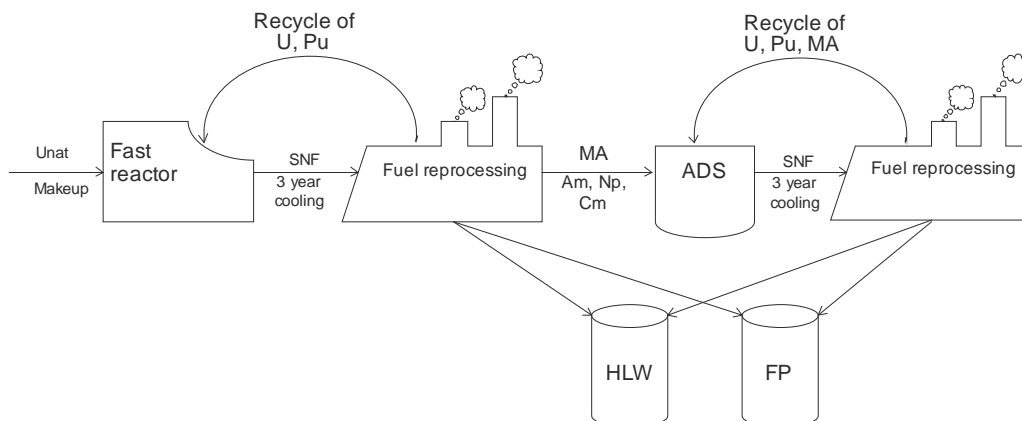 Recycle of
U, Pu
Recycle of
U, Pu, MA
Unat
Makeup
Fast
reactor
SNF
3 year
cooling
Fuel reprocessing
MA
Am, Np,
Cm
ADS
SNF
3 year
cooling
Fuel reprocessing
HLW
FP